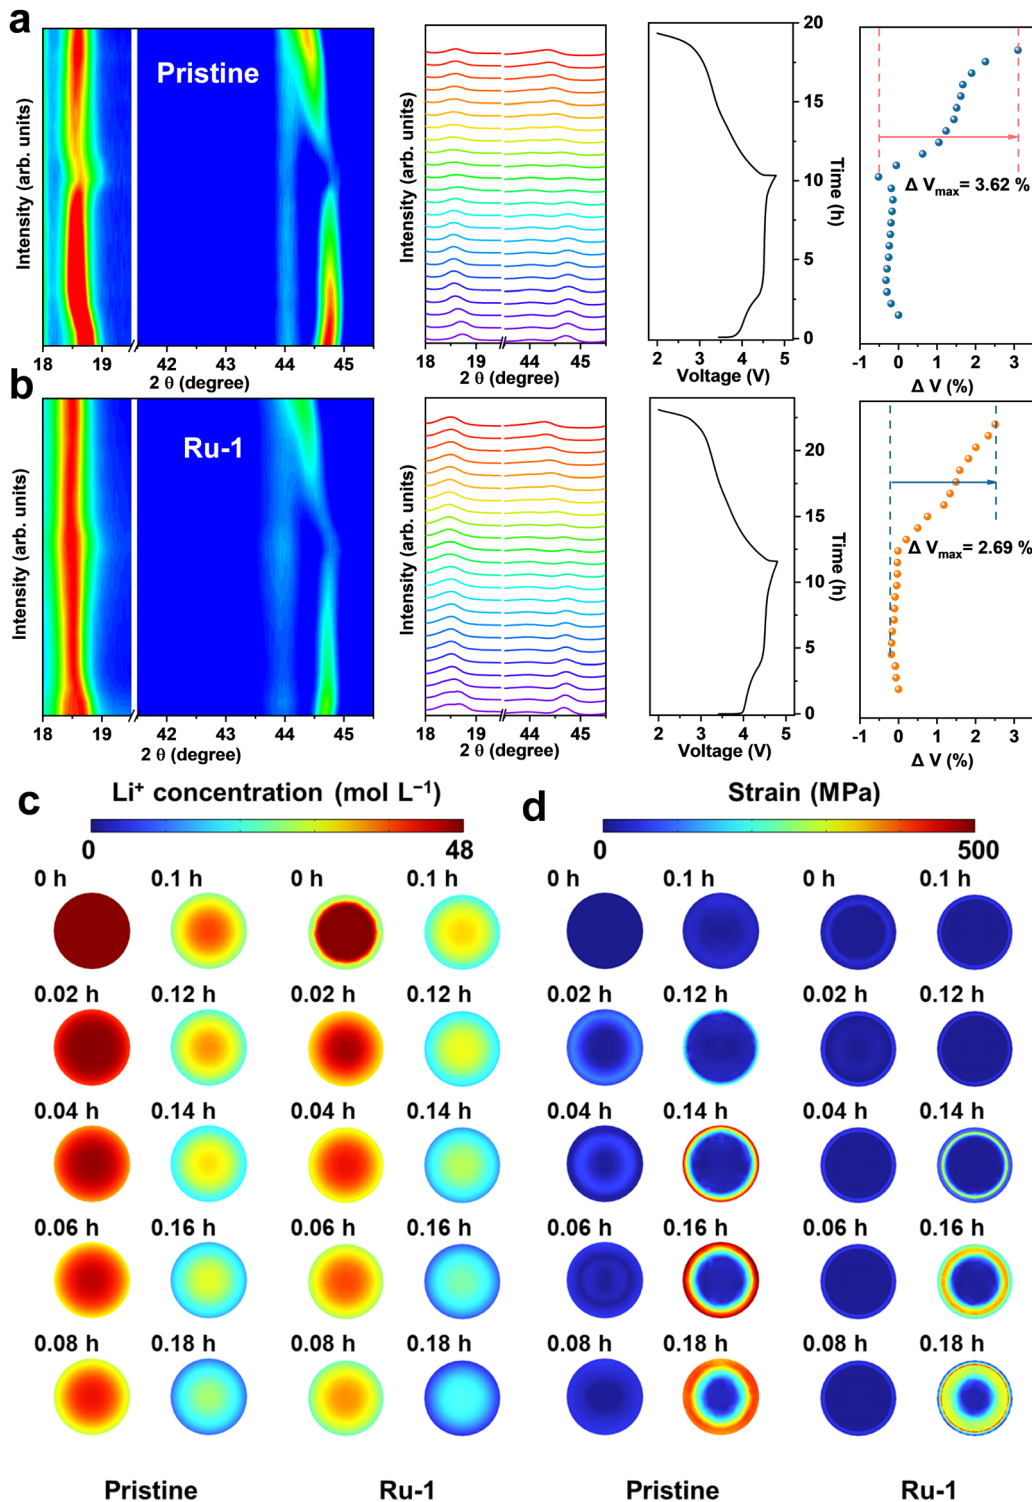 a
Pristine
Intensity (arb. units)
18 19 42 43 44 45
2 θ (degree)
Intensity (arb. units)
18 19 44 45
2 θ (degree)
2 3 4 5
Voltage (V)
0
5
10
15
20
Time (h)
Δ Vmax= 3.62 %
-1 0 1 2 3
Δ V (%)
b
Ru-1
Intensity (arb. units)
18 19 42 43 44 45
2 θ (degree)
Intensity (arb. units)
18 19 44 45
2 θ (degree)
2 3 4 5
Voltage (V)
0
5
10
15
20
Time (h)
Δ Vmax= 2.69 %
-1 0 1 2 3
Δ V (%)
c Li⁺ concentration (mol L⁻¹)
0 48
d Strain (MPa)
0 500
0 h 0.1 h 0 h 0.1 h 0 h 0.1 h 0 h 0.1 h
0.02 h 0.12 h 0.02 h 0.12 h 0.02 h 0.12 h 0.02 h 0.12 h
0.04 h 0.14 h 0.04 h 0.14 h 0.04 h 0.14 h 0.04 h 0.14 h
0.06 h 0.16 h 0.06 h 0.16 h 0.06 h 0.16 h 0.06 h 0.16 h
0.08 h 0.18 h 0.08 h 0.18 h 0.08 h 0.18 h 0.08 h 0.18 h
Pristine Ru-1 Pristine Ru-1